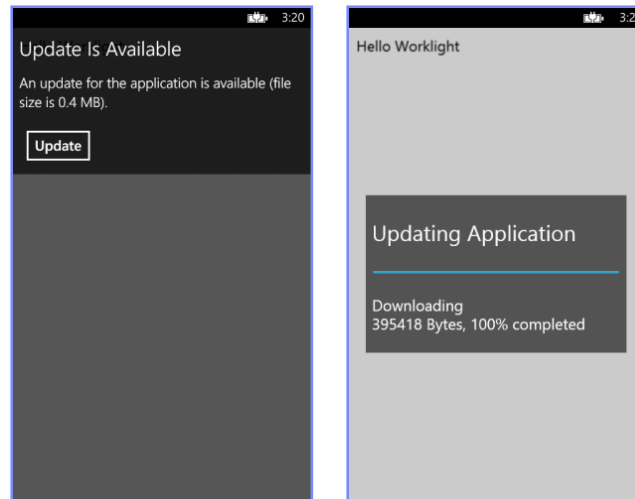 3:20
Update Is Available
An update for the application is available (file
size is 0.4 MB).
Update
3:2
Hello Worklight
Updating Application
Downloading
395418 Bytes, 100% completed